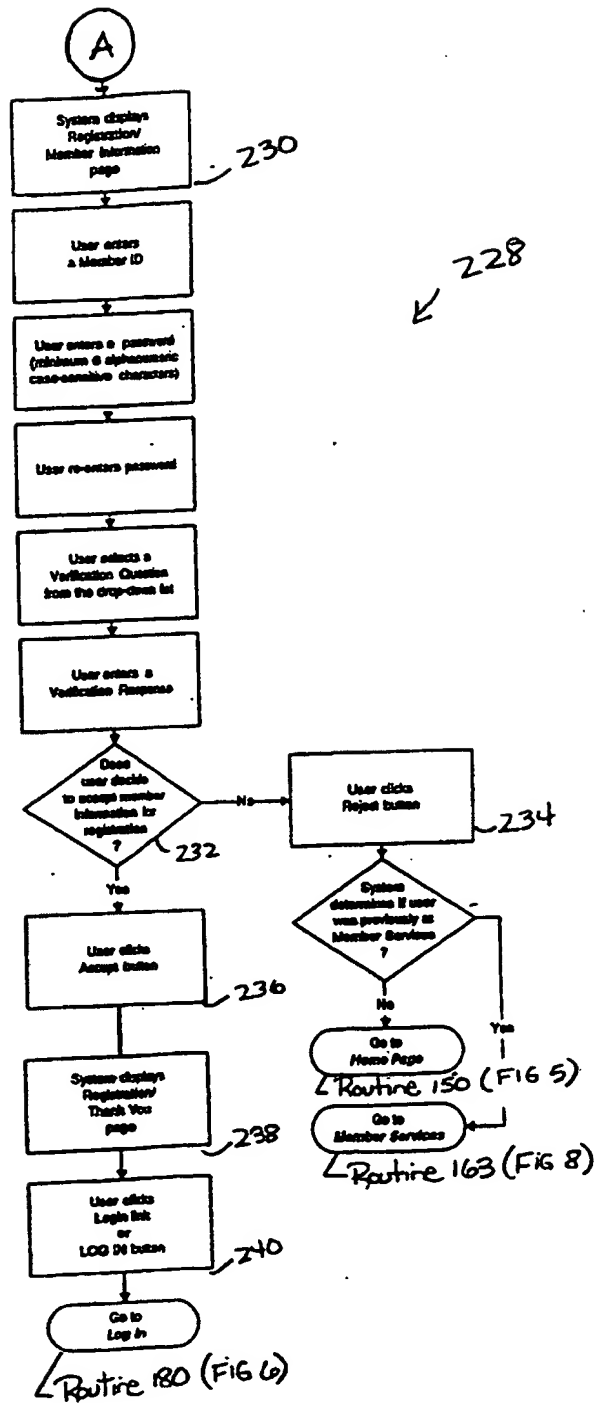 A
System displays
Registration/
Member Information
page
230
User enters
a Member ID
228
User enters a password
(minimum 6 alphanumeric
case-sensitive characters)
User re-enters password
User selects a
Verification Question
from the drop-down list
User enters a
Verification Response
Does
user decide
to accept member
information for
registration
?
232
No
User clicks
Reject button
234
Yes
System
determines if user
was previously at
Member Services
?
User clicks
Accept button
236
No
Yes
Go to
Home Page
Routine 150 (FIG 5)
System displays
Registration/
Thank You
page
238
Go to
Member Services
Routine 163 (FIG 8)
User clicks
Login link
or
LOG IN button
240
Go to
Log in
Routine 180 (FIG 6)